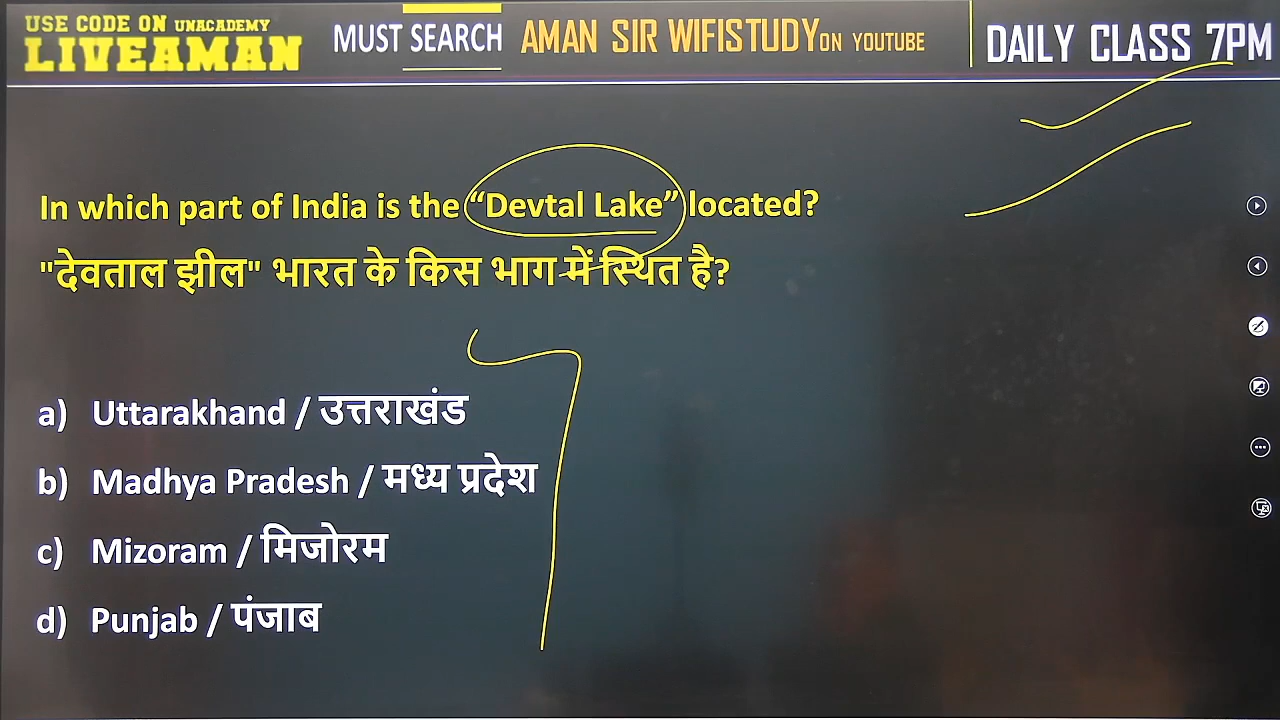 USE CODE ON UNACADEMY
LIVEAMAN
MUST SEARCH AMAN SIR WIFISTUDY ON YOUTUBE
DAILY CLASS 7PM
In which part of India is the “Devtal Lake” located?
"देवताल झील" भारत के किस भाग में स्थित है?
a) Uttarakhand / उत्तराखंड
b) Madhya Pradesh / मध्य प्रदेश
c) Mizoram / मिजोरम
d) Punjab / पंजाब